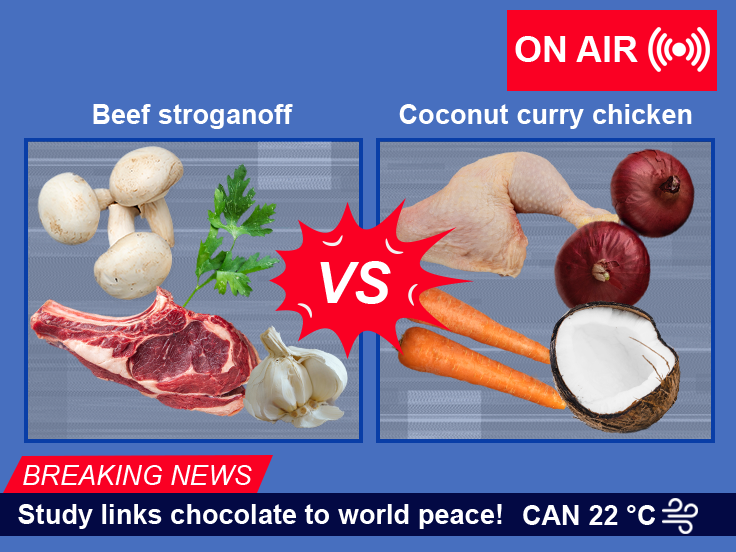 ON AIR
Beef stroganoff
Coconut curry chicken
VS
BREAKING NEWS
Study links chocolate to world peace! CAN 22 °C